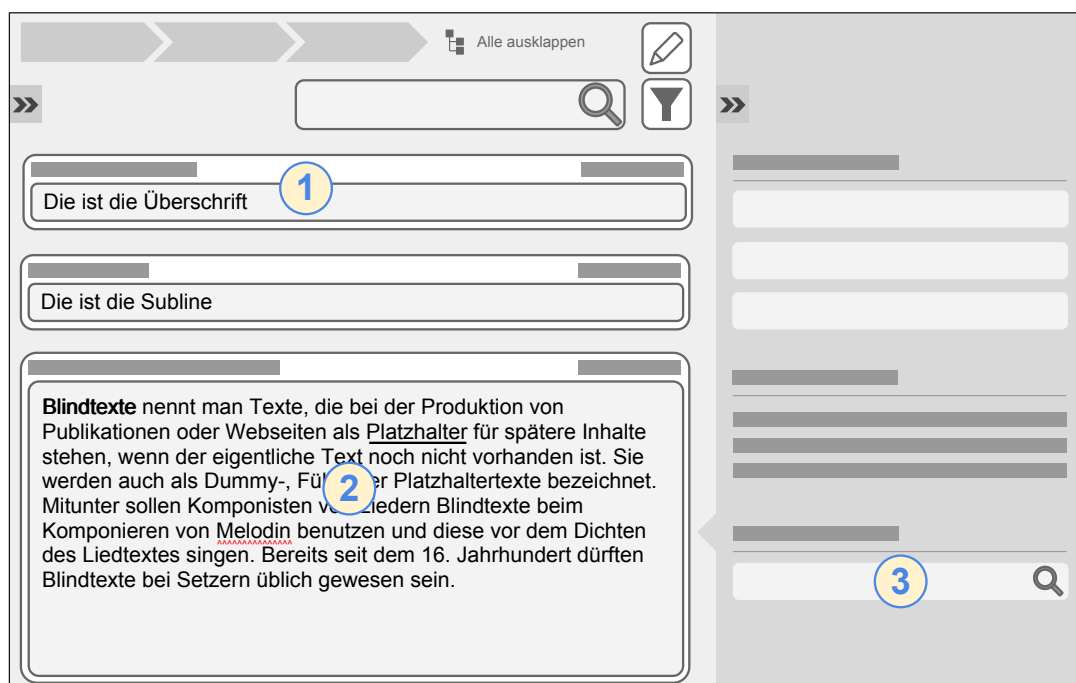 Alle ausklappen
1
Die ist die Überschrift
Die ist die Subline
Blindtexte nennt man Texte, die bei der Produktion von
Publikationen oder Webseiten als Platzhalter für spätere Inhalte
stehen, wenn der eigentliche Text noch nicht vorhanden ist. Sie
werden auch als Dummy-, Platzhaltertexte bezeichnet.
2
Mitunter sollen Komponisten Liedern Blindtexte beim
Komponieren von Melodin benutzen und diese vor dem Dichten
des Liedtextes singen. Bereits seit dem 16. Jahrhundert dürften
Blindtexte bei Setzern üblich gewesen sein.
3